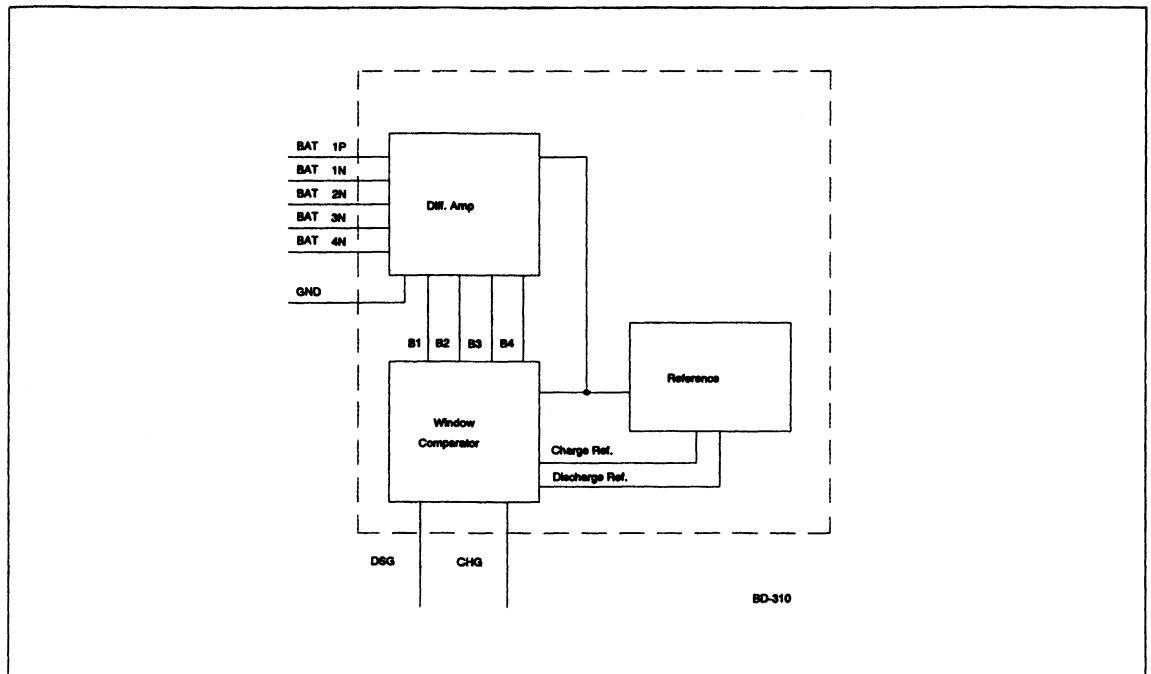 BAT 1P
BAT 1N
BAT 2N
Diff. Amp
BAT 3N
BAT 4N
GND
B1 B2 B3 B4
Reference
Window
Comparator
Charge Ref.
Discharge Ref.
DSG CHG
BD-310